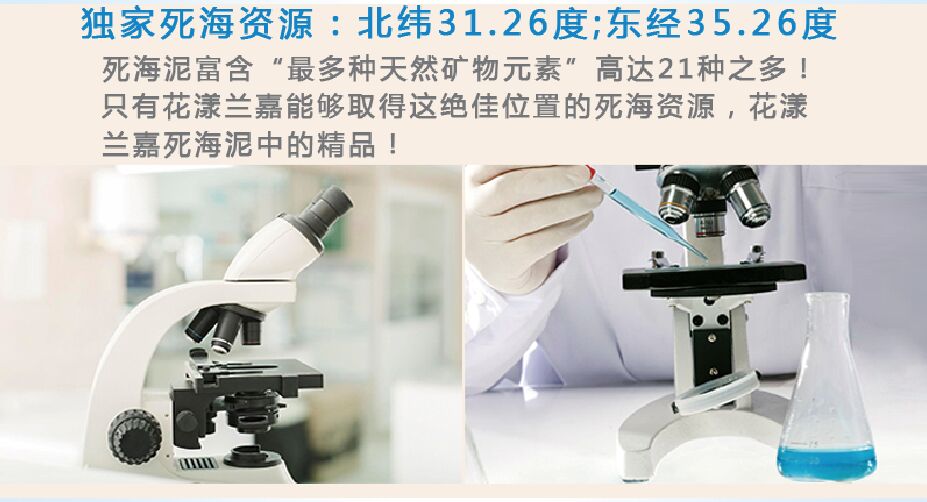 独家死海资源：北纬31.26度;东经35.26度
死海泥富含“最多种天然矿物元素”高达21种之多！
只有花漾兰嘉能够取得这绝佳位置的死海资源，花漾
兰嘉死海泥中的精品！